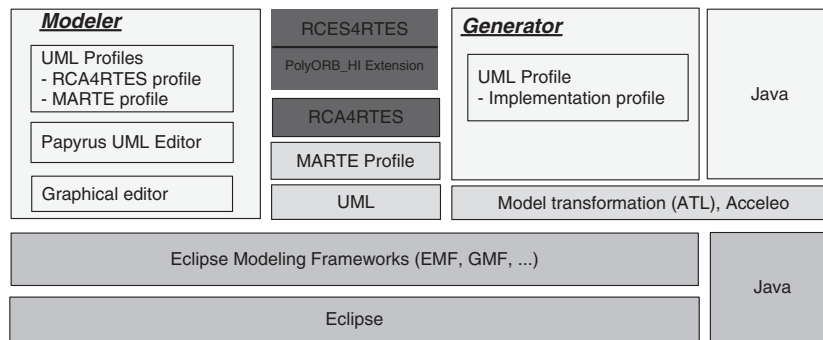 Modeler
UML Profiles
- RCA4RTES profile
- MARTE profile
Papyrus UML Editor
Graphical editor
RCES4RTES
PolyORB_HI Extension
RCA4RTES
MARTE Profile
UML
Generator
UML Profile
- Implementation profile
Java
Model transformation (ATL), Acceleo
Eclipse Modeling Frameworks (EMF, GMF, ...)
Java
Eclipse